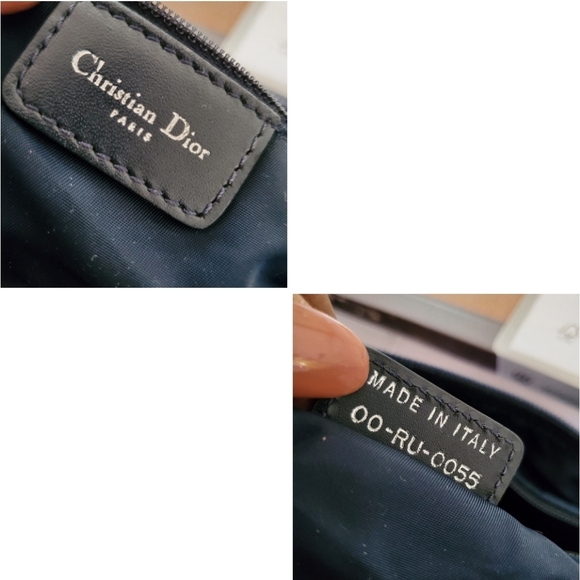 Christian Dior
PARIS
MADE IN ITALY
00-RU-0055